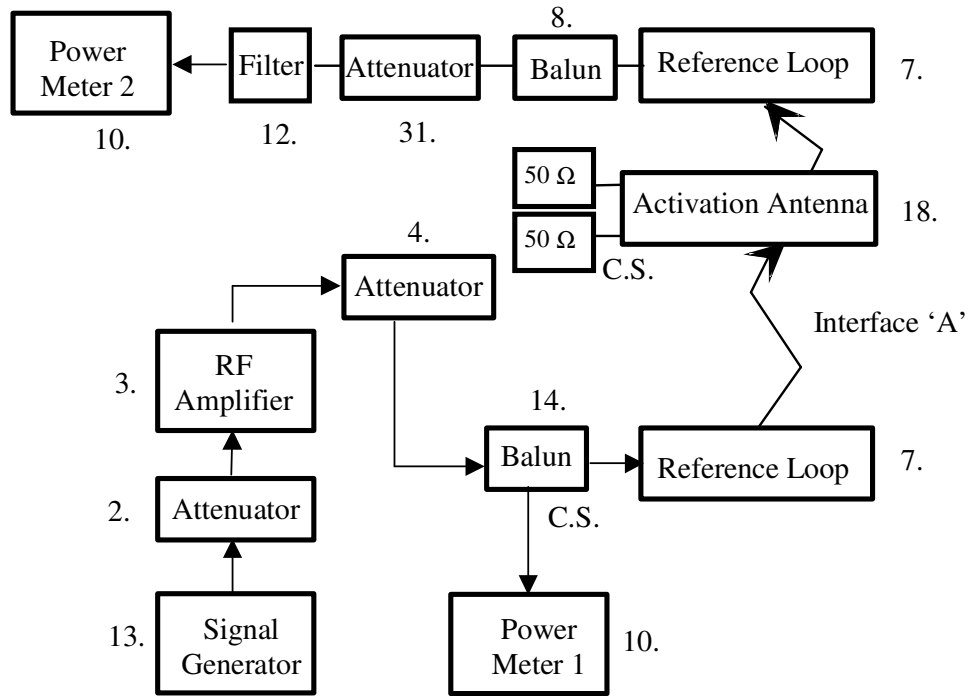 8.
Power
Meter 2
Filter
Attenuator
Balun
Reference Loop
7.
10.
12.
31.
50 Ω
50 Ω
Activation Antenna
18.
C.S.
4.
Attenuator
Interface ‘A’
3.
RF
Amplifier
14.
Balun
Reference Loop
7.
C.S.
2.
Attenuator
13.
Signal
Generator
Power
Meter 1
10.